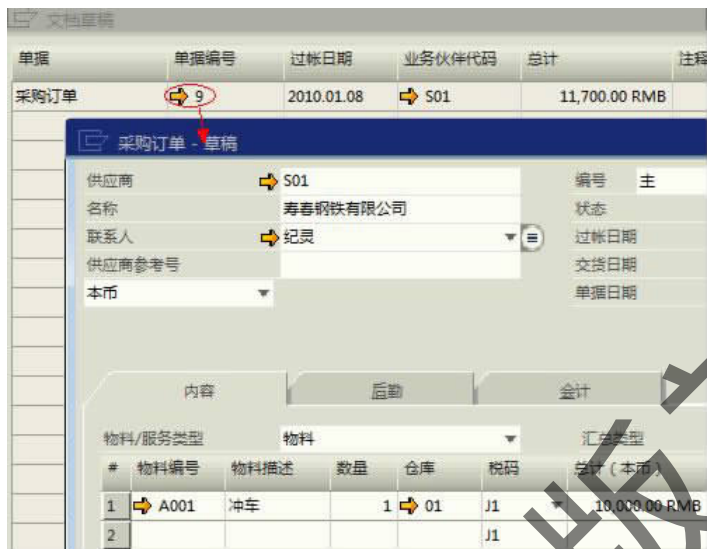 文档草稿
单据 单据编号 过帐日期 业务伙伴代码 总计 注释
采购订单 9 2010.01.08 S01 11,700.00 RMB
采购订单 - 草稿
供应商 S01 编号 主
名称 寿春钢铁有限公司 状态
联系人 纪灵 过帐日期
供应商参考号 交货日期
本币 单据日期
内容 后勤 会计
物料/服务类型 物料 汇总类型
# 物料编号 物料描述 数量 仓库 税码 总计(本币)
1 A001 冲车 1 01 J1 10,000.00 RMB
2 J1
版